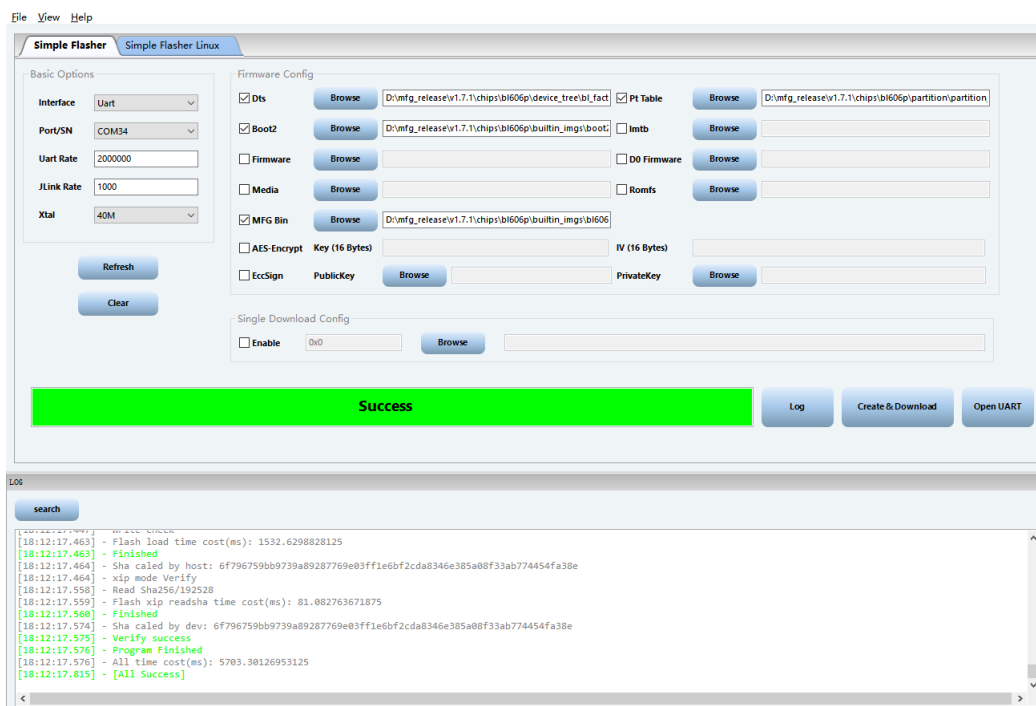 File View Help
Simple Flasher Simple Flasher Linux
Basic Options
Interface Uart
Port/SN COM34
Uart Rate 2000000
JLink Rate 1000
Xtal 40M
Refresh
Clear
Firmware Config
Dts Browse D:\mfg_release\v1.7.1\chips\bl606p\device_tree\bl_fact Pt Table Browse D:\mfg_release\v1.7.1\chips\bl606p\partition\partition_
Boot2 Browse D:\mfg_release\v1.7.1\chips\bl606p\builtin_imgs\boot2 Imtb Browse
Firmware Browse D0 Firmware Browse
Media Browse Romfs Browse
MFG Bin Browse D:\mfg_release\v1.7.1\chips\bl606p\builtin_imgs\bl606
AES-Encrypt Key (16 Bytes) IV (16 Bytes)
EccSign PublicKey Browse PrivateKey Browse
Single Download Config
Enable 0x0 Browse
Success Log Create & Download Open UART
LOG
search
[18:12:17.447] - Write check
[18:12:17.463] - Flash load time cost(ms): 1532.6298828125
[18:12:17.463] - Finished
[18:12:17.464] - Sha caled by host: 6f796759bb9739a89287769e03ff1e6bf2cda8346e385a08f33ab774454fa38e
[18:12:17.464] - xip mode Verify
[18:12:17.558] - Read Sha256/192528
[18:12:17.559] - Flash xip readsha time cost(ms): 81.082763671875
[18:12:17.560] - Finished
[18:12:17.574] - Sha caled by dev: 6f796759bb9739a89287769e03ff1e6bf2cda8346e385a08f33ab774454fa38e
[18:12:17.575] - Verify success
[18:12:17.576] - Program Finished
[18:12:17.576] - All time cost(ms): 5703.30126953125
[18:12:17.815] - [All Success]